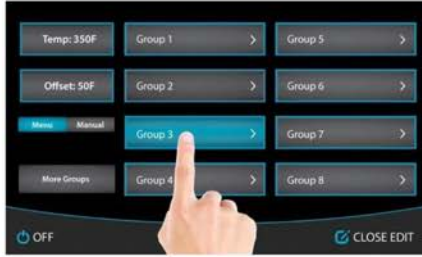 Temp: 350F
Group 1
Group 5
Offset: 50F
Group 2
Group 6
Menu
Manual
Group 3
Group 7
More Groups
Group 4
Group 8
OFF
CLOSE EDIT